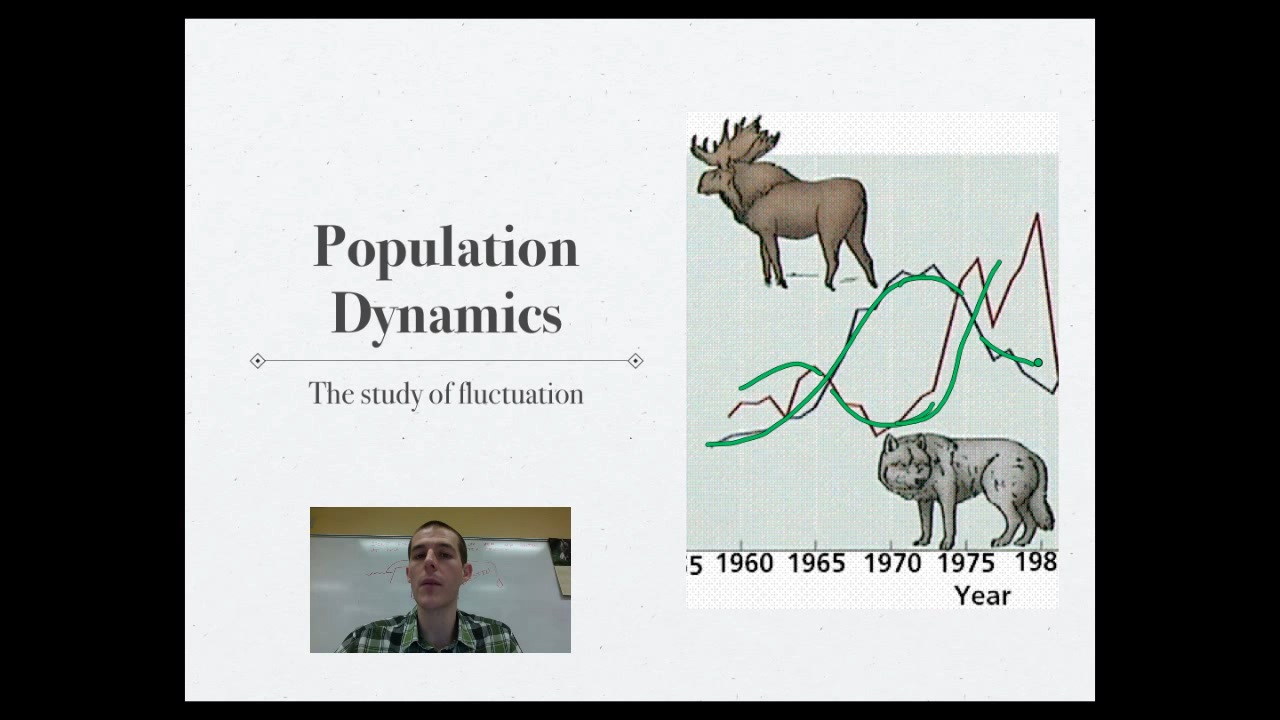 Population
Dynamics
The study of fluctuation
5 1960 1965 1970 1975 198
Year